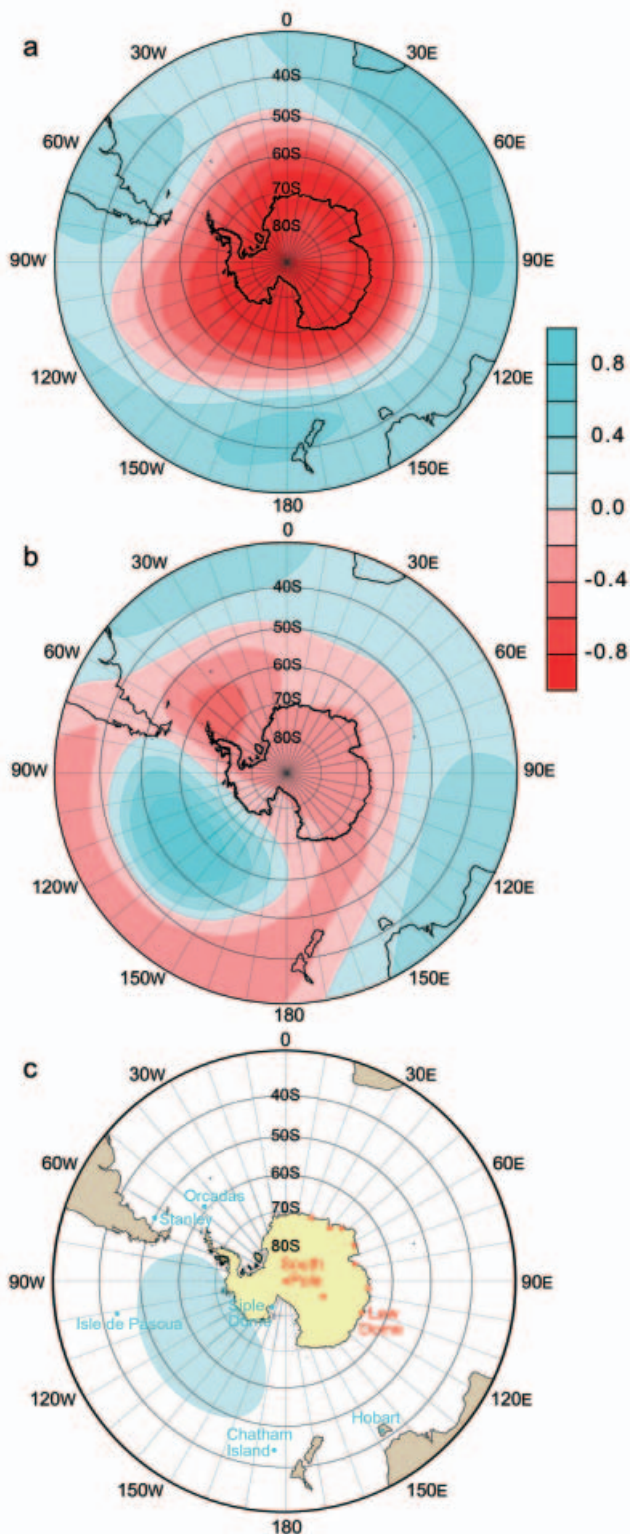 a
0
30W
30E
40S
50S
60W
60E
60S
70S
80S
90W
90E
120W
120E
150W
150E
180
0.8
0.4
0.0
-0.4
-0.8
b
0
30W
30E
40S
50S
60W
60E
60S
70S
80S
90W
90E
120W
120E
150W
150E
180
c
0
30W
30E
40S
50S
60W
60E
60S
Orcadas
70S
Stanley
80S
South
Pole
90W
90E
Siple
Dome
Isle de Pascua
Law
Dome
120W
120E
Hobart
Chatham
Island
150W
150E
180